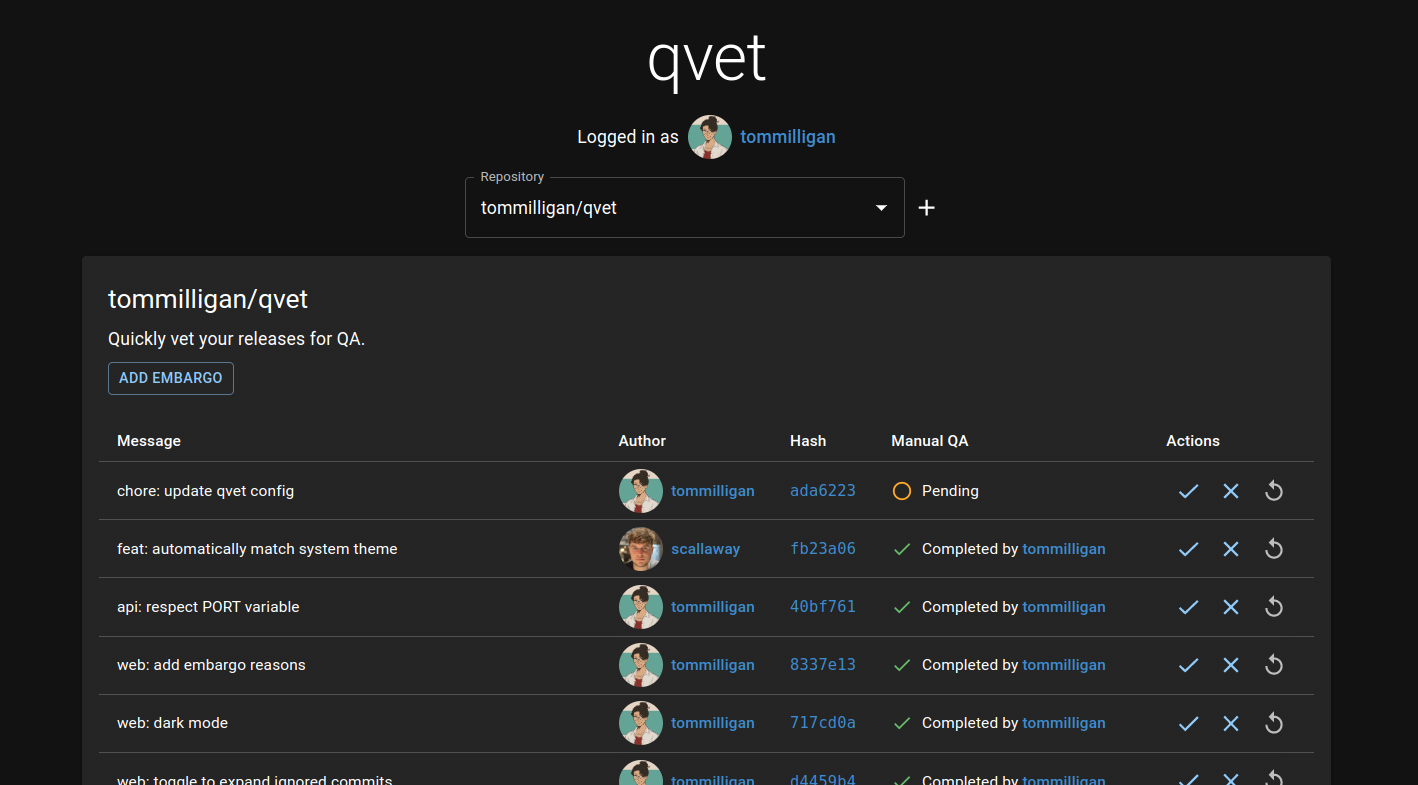 qvet
Logged in as tommilligan
Repository
tommilligan/qvet
tommilligan/qvet
Quickly vet your releases for QA.
ADD EMBARGO
Message Author Hash Manual QA Actions
chore: update qvet config tommilligan ada6223 Pending
feat: automatically match system theme scallaway fb23a06 Completed by tommilligan
api: respect PORT variable tommilligan 40bf761 Completed by tommilligan
web: add embargo reasons tommilligan 8337e13 Completed by tommilligan
web: dark mode tommilligan 717cd0a Completed by tommilligan
web: toggle to expand ignored commits tommilligan d4459b4 Completed by tommilligan